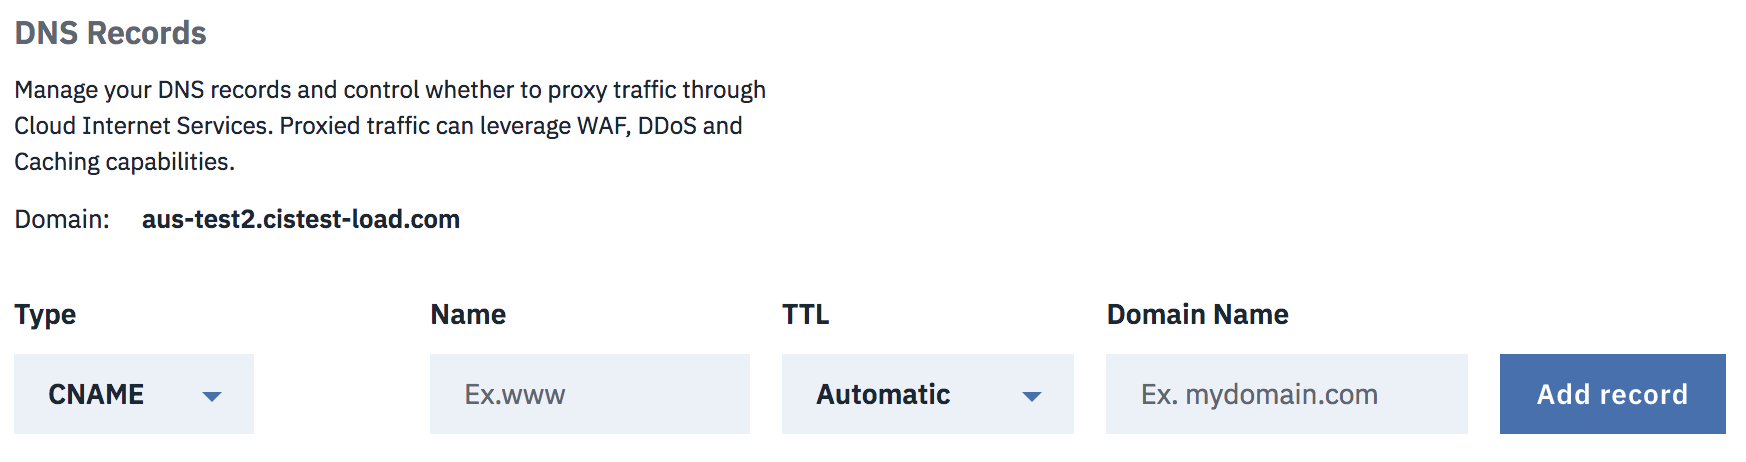 DNS Records
Manage your DNS records and control whether to proxy traffic through
Cloud Internet Services. Proxied traffic can leverage WAF, DDoS and
Caching capabilities.
Domain: aus-test2.cistest-load.com
Type Name TTL Domain Name
CNAME Ex.www Automatic Ex. mydomain.com Add record